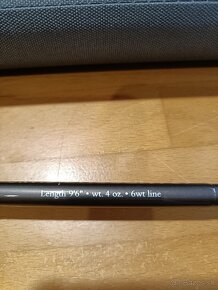 Length 9'6" • wt. 4 oz. • 6wt line